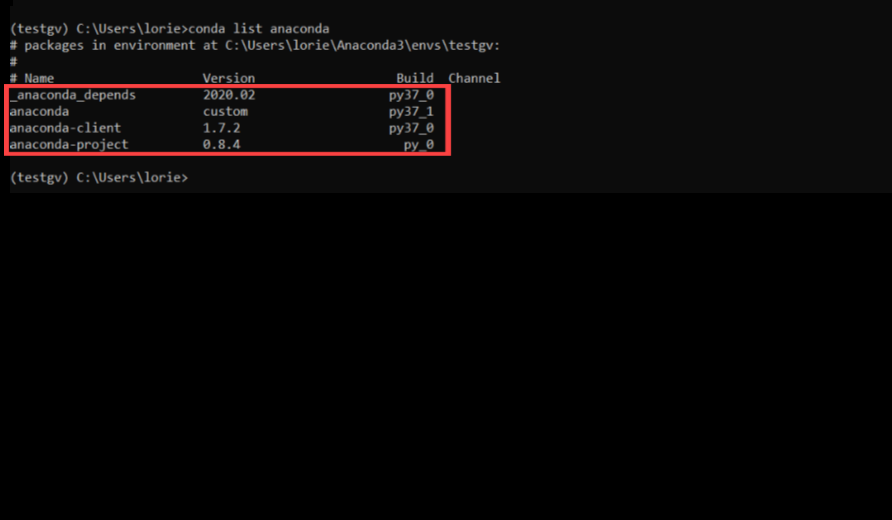 (testgv) C:\Users\lorie>conda list anaconda
# packages in environment at C:\Users\lorie\Anaconda3\envs\testgv:
#
# Name                    Version                   Build  Channel
_anaconda_depends         2020.02                  py37_0
anaconda                  custom                   py37_1
anaconda-client           1.7.2                    py37_0
anaconda-project          0.8.4                      py_0
(testgv) C:\Users\lorie>